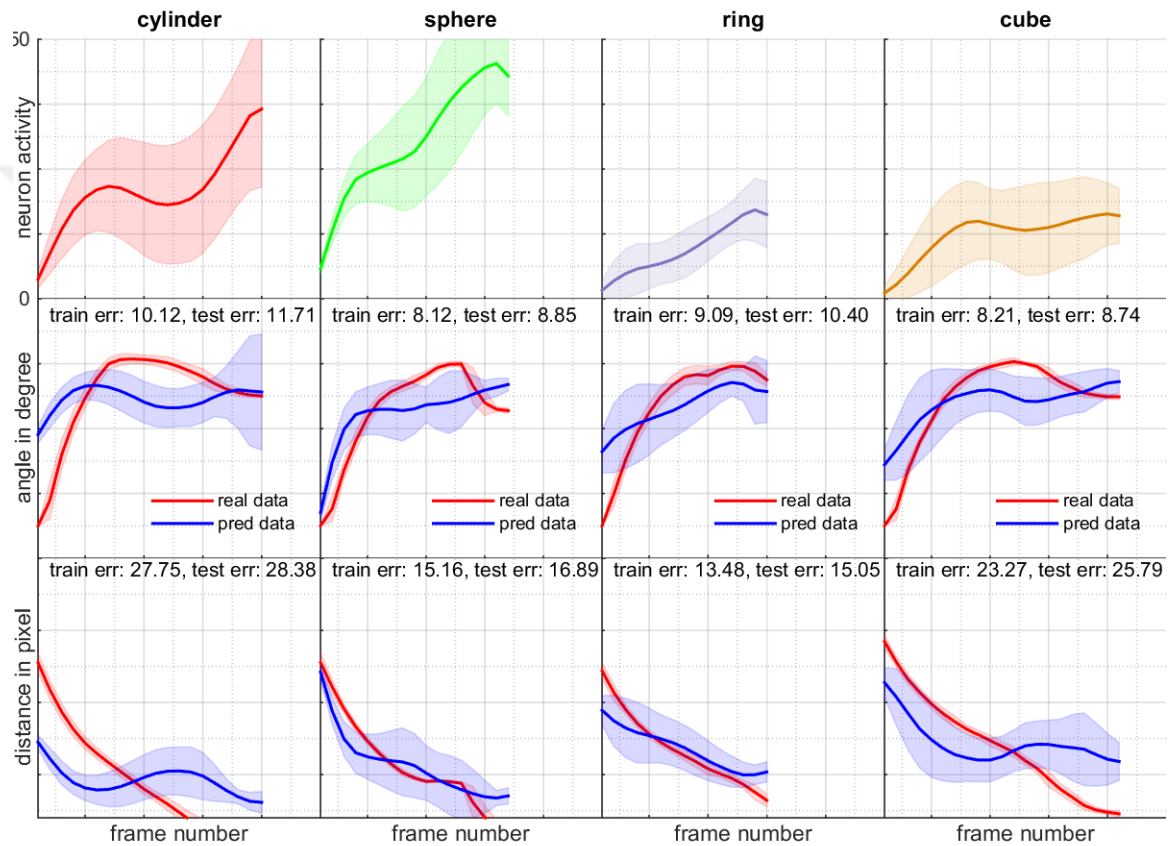 cylinder
sphere
ring
cube
50
neuron activity
0
train err: 10.12, test err: 11.71
train err: 8.12, test err: 8.85
train err: 9.09, test err: 10.40
train err: 8.21, test err: 8.74
angle in degree
real data
pred data
real data
pred data
real data
pred data
real data
pred data
train err: 27.75, test err: 28.38
train err: 15.16, test err: 16.89
train err: 13.48, test err: 15.05
train err: 23.27, test err: 25.79
distance in pixel
frame number
frame number
frame number
frame number